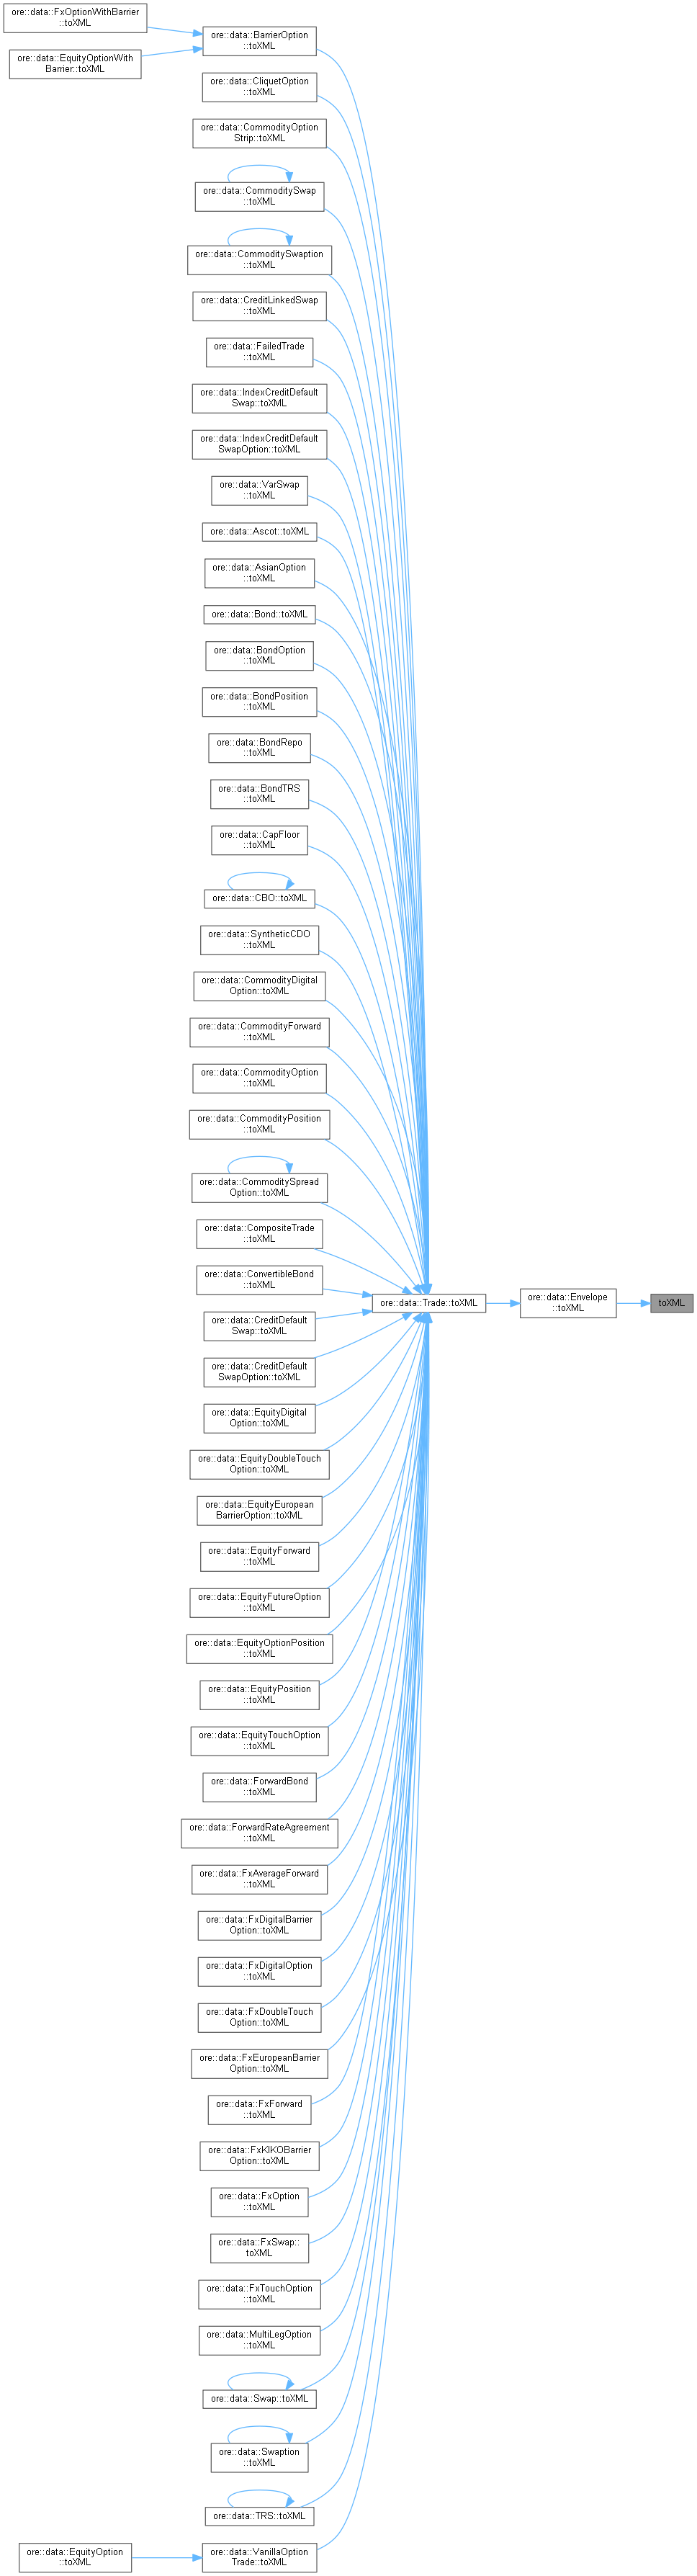 ore::data::FxOptionWithBarrier
::toXML
ore::data::EquityOptionWith
Barrier::toXML
ore::data::BarrierOption
::toXML
ore::data::CliquetOption
::toXML
ore::data::CommodityOption
Strip::toXML
ore::data::CommoditySwap
::toXML
ore::data::CommoditySwaption
::toXML
ore::data::CreditLinkedSwap
::toXML
ore::data::FailedTrade
::toXML
ore::data::IndexCreditDefault
Swap::toXML
ore::data::IndexCreditDefault
SwapOption::toXML
ore::data::VarSwap
::toXML
ore::data::Ascot::toXML
ore::data::AsianOption
::toXML
ore::data::Bond::toXML
ore::data::BondOption
::toXML
ore::data::BondPosition
::toXML
ore::data::BondRepo
::toXML
ore::data::BondTRS
::toXML
ore::data::CapFloor
::toXML
ore::data::CBO::toXML
ore::data::SyntheticCDO
::toXML
ore::data::CommodityDigital
Option::toXML
ore::data::CommodityForward
::toXML
ore::data::CommodityOption
::toXML
ore::data::CommodityPosition
::toXML
ore::data::CommoditySpread
Option::toXML
ore::data::CompositeTrade
::toXML
ore::data::ConvertibleBond
::toXML
ore::data::Trade::toXML
ore::data::Envelope
::toXML
toXML
ore::data::CreditDefault
Swap::toXML
ore::data::CreditDefault
SwapOption::toXML
ore::data::EquityDigital
Option::toXML
ore::data::EquityDoubleTouch
Option::toXML
ore::data::EquityEuropean
BarrierOption::toXML
ore::data::EquityForward
::toXML
ore::data::EquityFutureOption
::toXML
ore::data::EquityOptionPosition
::toXML
ore::data::EquityPosition
::toXML
ore::data::EquityTouchOption
::toXML
ore::data::ForwardBond
::toXML
ore::data::ForwardRateAgreement
::toXML
ore::data::FxAverageForward
::toXML
ore::data::FxDigitalBarrier
Option::toXML
ore::data::FxDigitalOption
::toXML
ore::data::FxDoubleTouch
Option::toXML
ore::data::FxEuropeanBarrier
Option::toXML
ore::data::FxForward
::toXML
ore::data::FxKIKOBarrier
Option::toXML
ore::data::FxOption
::toXML
ore::data::FxSwap::
toXML
ore::data::FxTouchOption
::toXML
ore::data::MultiLegOption
::toXML
ore::data::Swap::toXML
ore::data::Swaption
::toXML
ore::data::TRS::toXML
ore::data::EquityOption
::toXML
ore::data::VanillaOption
Trade::toXML